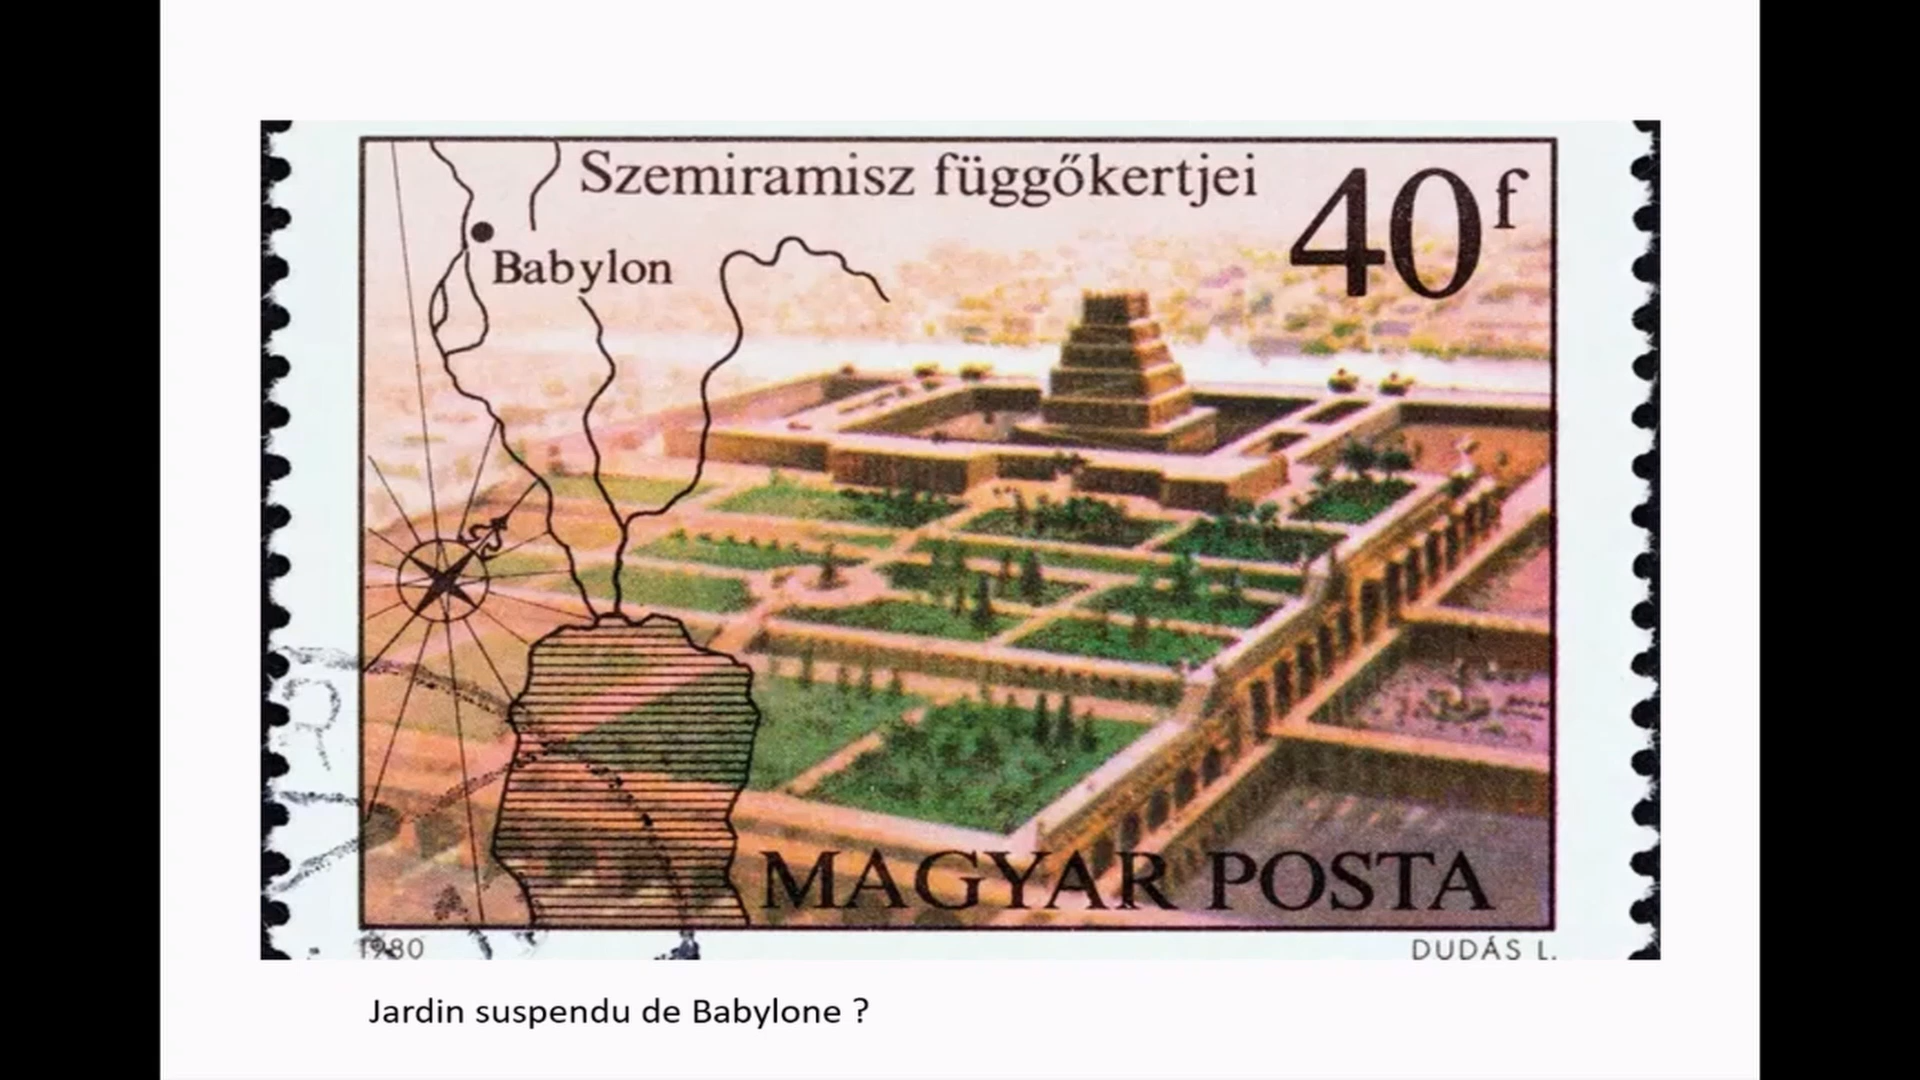 Szemiramisz függőkertjei
40f
Babylon
MAGYAR POSTA
1980
DUDÁS L.
Jardin suspendu de Babylone ?